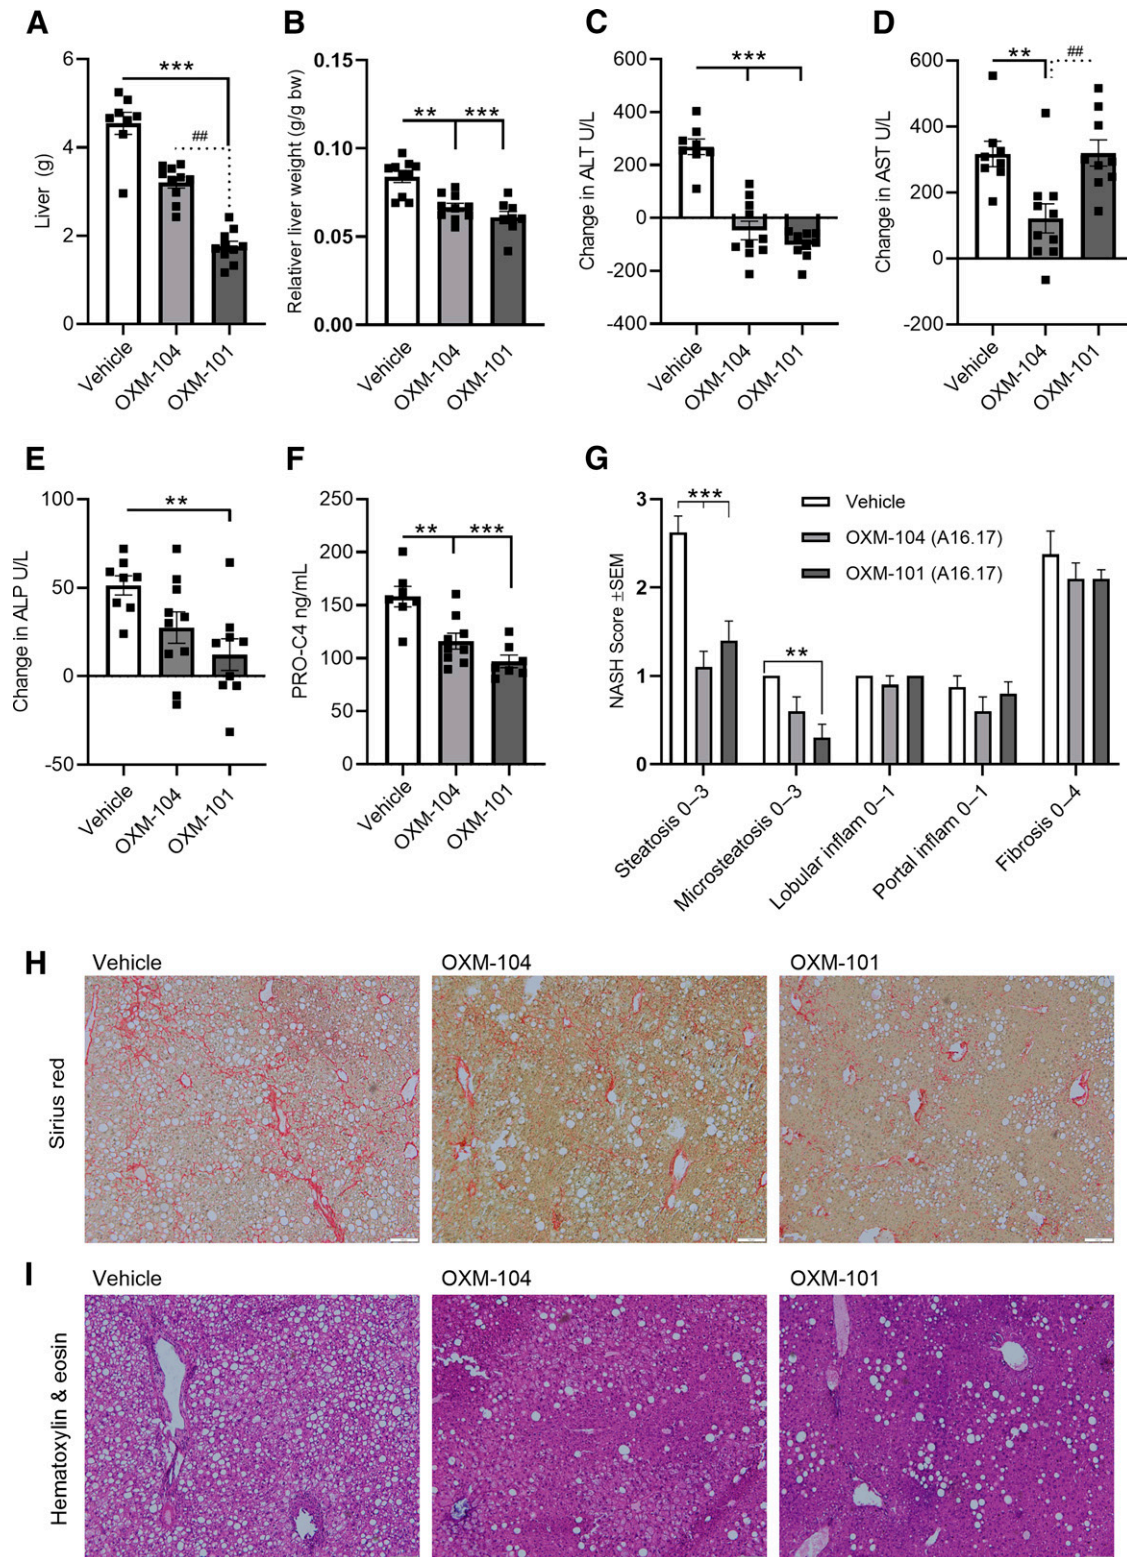 A
Liver (g)
6
4
2
0
***
##
Vehicle
OXM-104
OXM-101
B
Relativer liver weight (g/g bw)
0.15
0.10
0.05
0.00
**
***
Vehicle
OXM-104
OXM-101
C
Change in ALT U/L
600
400
200
0
-200
-400
***
Vehicle
OXM-104
OXM-101
D
Change in AST U/L
600
400
200
0
-200
**
##
Vehicle
OXM-104
OXM-101
E
Change in ALP U/L
100
50
0
-50
**
Vehicle
OXM-104
OXM-101
F
PRO-C4 ng/mL
250
200
150
100
50
0
**
***
Vehicle
OXM-104
OXM-101
G
NASH Score ±SEM
3
2
1
0
***
**
Vehicle
OXM-104 (A16.17)
OXM-101 (A16.17)
Steatosis 0–3
Microsteatosis 0–3
Lobular inflam 0–1
Portal inflam 0–1
Fibrosis 0–4
H
Vehicle
OXM-104
OXM-101
Sirius red
I
Vehicle
OXM-104
OXM-101
Hematoxylin & eosin